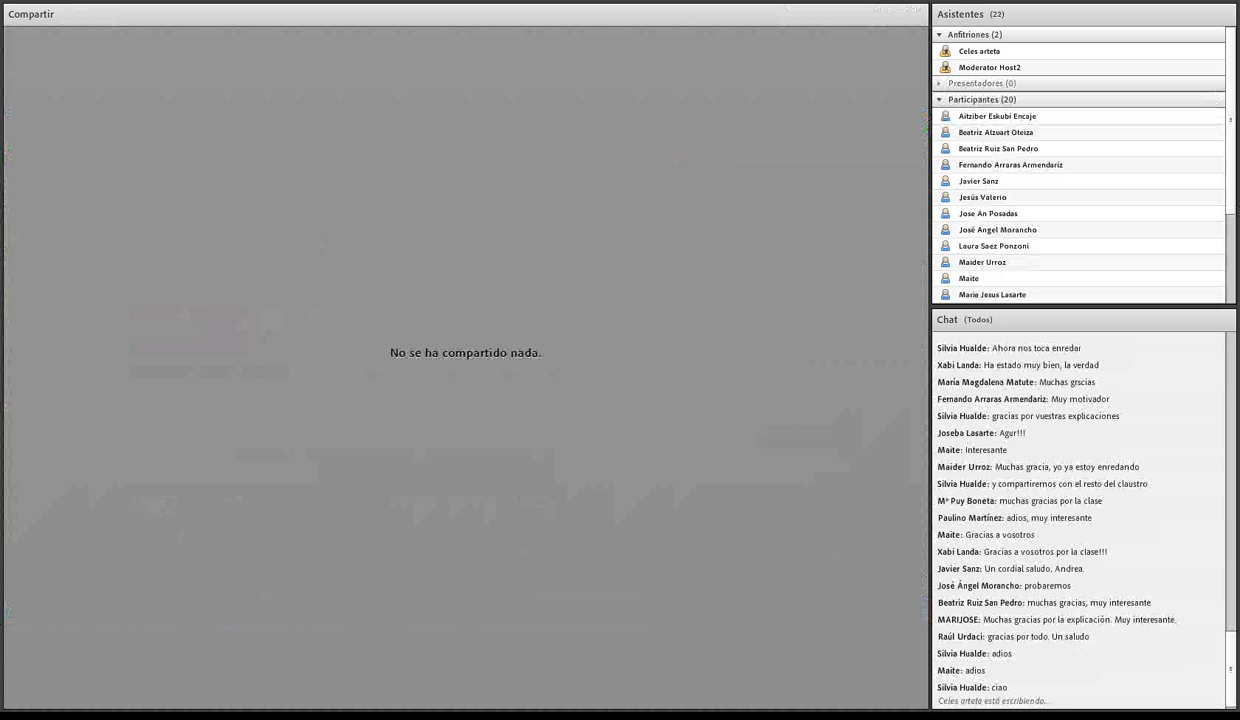 Compartir
No se ha compartido nada.
Asistentes (22)
Anfitriones (2)
Celes arteta
Moderator Host2
Presentadores (0)
Participantes (20)
Aitziber Eskubi Encaje
Beatriz Alzuart Oteiza
Beatriz Ruiz San Pedro
Fernando Arraras Armendariz
Javier Sanz
Jesús Valerio
Jose An Posadas
José Angel Morancho
Laura Saez Ponzoni
Maider Urroz
Maite
Maria Jesus Lasarte
Chat (Todos)
Silvia Hualde: Ahora nos toca enredar
Xabi Landa: Ha estado muy bien, la verdad
María Magdalena Matute: Muchas grscias
Fernando Arraras Armendariz: Muy motivador
Silvia Hualde: gracias por vuestras explicaciones
Joseba Lasarte: Agur!!!
Maite: Interesante
Maider Urroz: Muchas gracia, yo ya estoy enredando
Silvia Hualde: y compartiremos con el resto del claustro
Mª Puy Boneta: muchas gracias por la clase
Paulino Martínez: adios, muy interesante
Maite: Gracias a vosotros
Xabi Landa: Gracias a vosotros por la clase!!!
Javier Sanz: Un cordial saludo, Andrea.
José Ángel Morancho: probaremos
Beatriz Ruiz San Pedro: muchas gracias, muy interesante
MARIJOSE: Muchas gracias por la explicación. Muy interesante.
Raúl Urdaci: gracias por todo. Un saludo
Silvia Hualde: adios
Maite: adios
Silvia Hualde: ciao
Celes arteta está escribiendo...